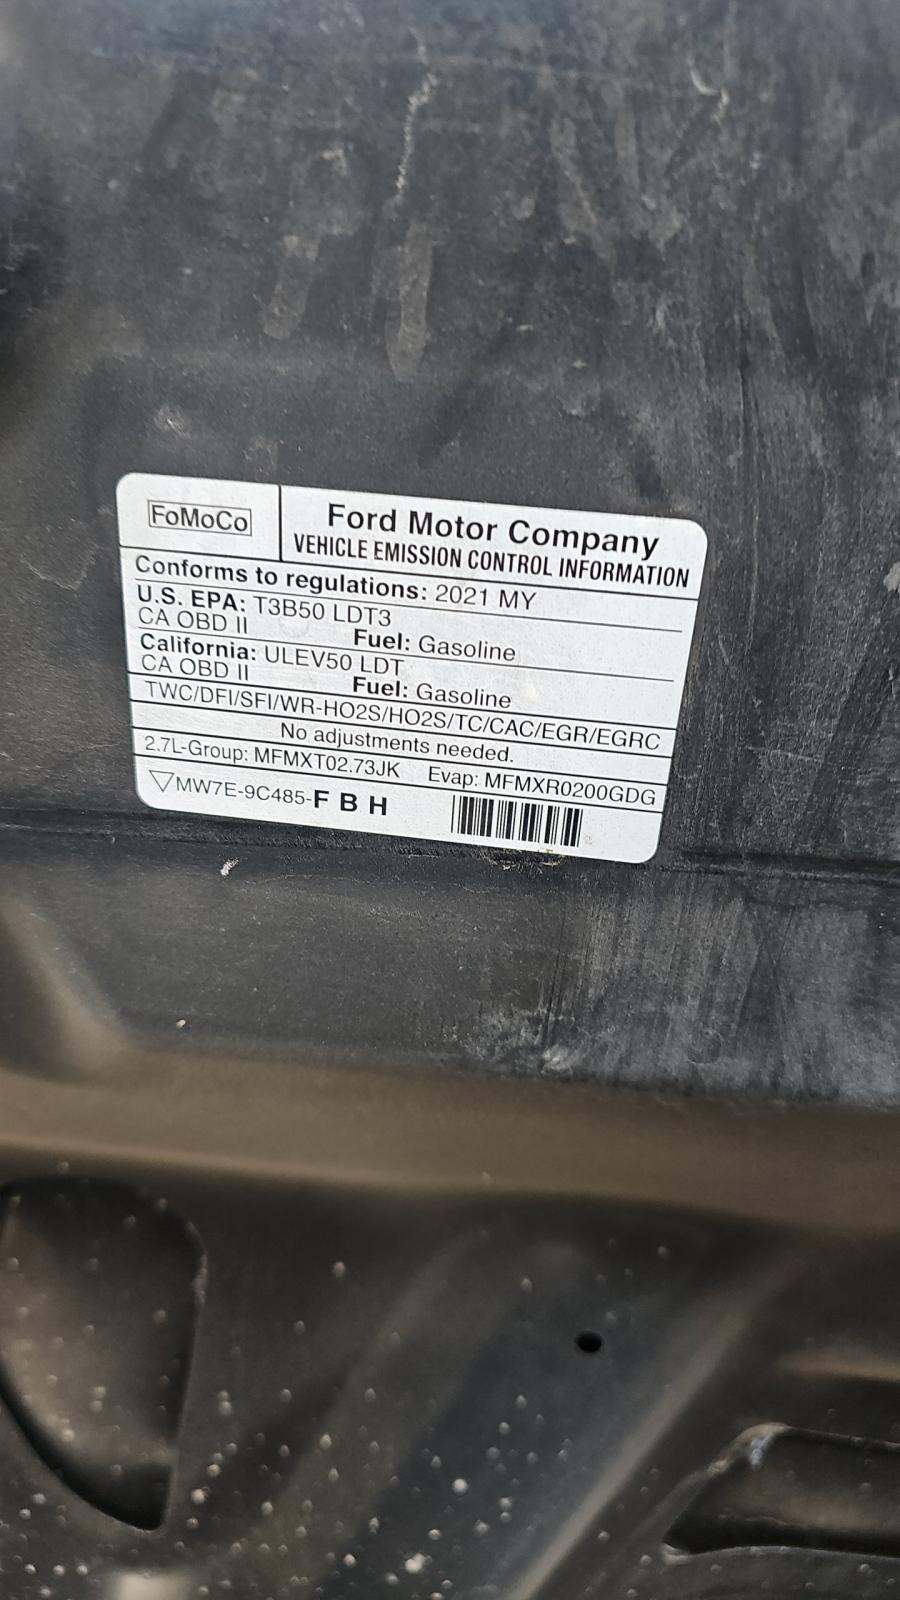 FoMoCo
Ford Motor Company
VEHICLE EMISSION CONTROL INFORMATION
Conforms to regulations: 2021 MY
U.S. EPA: T3B50 LDT3
CA OBD II Fuel: Gasoline
California: ULEV50 LDT
CA OBD II Fuel: Gasoline
TWC/DFI/SFI/WR-HO2S/HO2S/TC/CAC/EGR/EGRC
No adjustments needed.
2.7L-Group: MFMXT02.73JK Evap: MFMXR0200GDG
▽MW7E-9C485-F B H